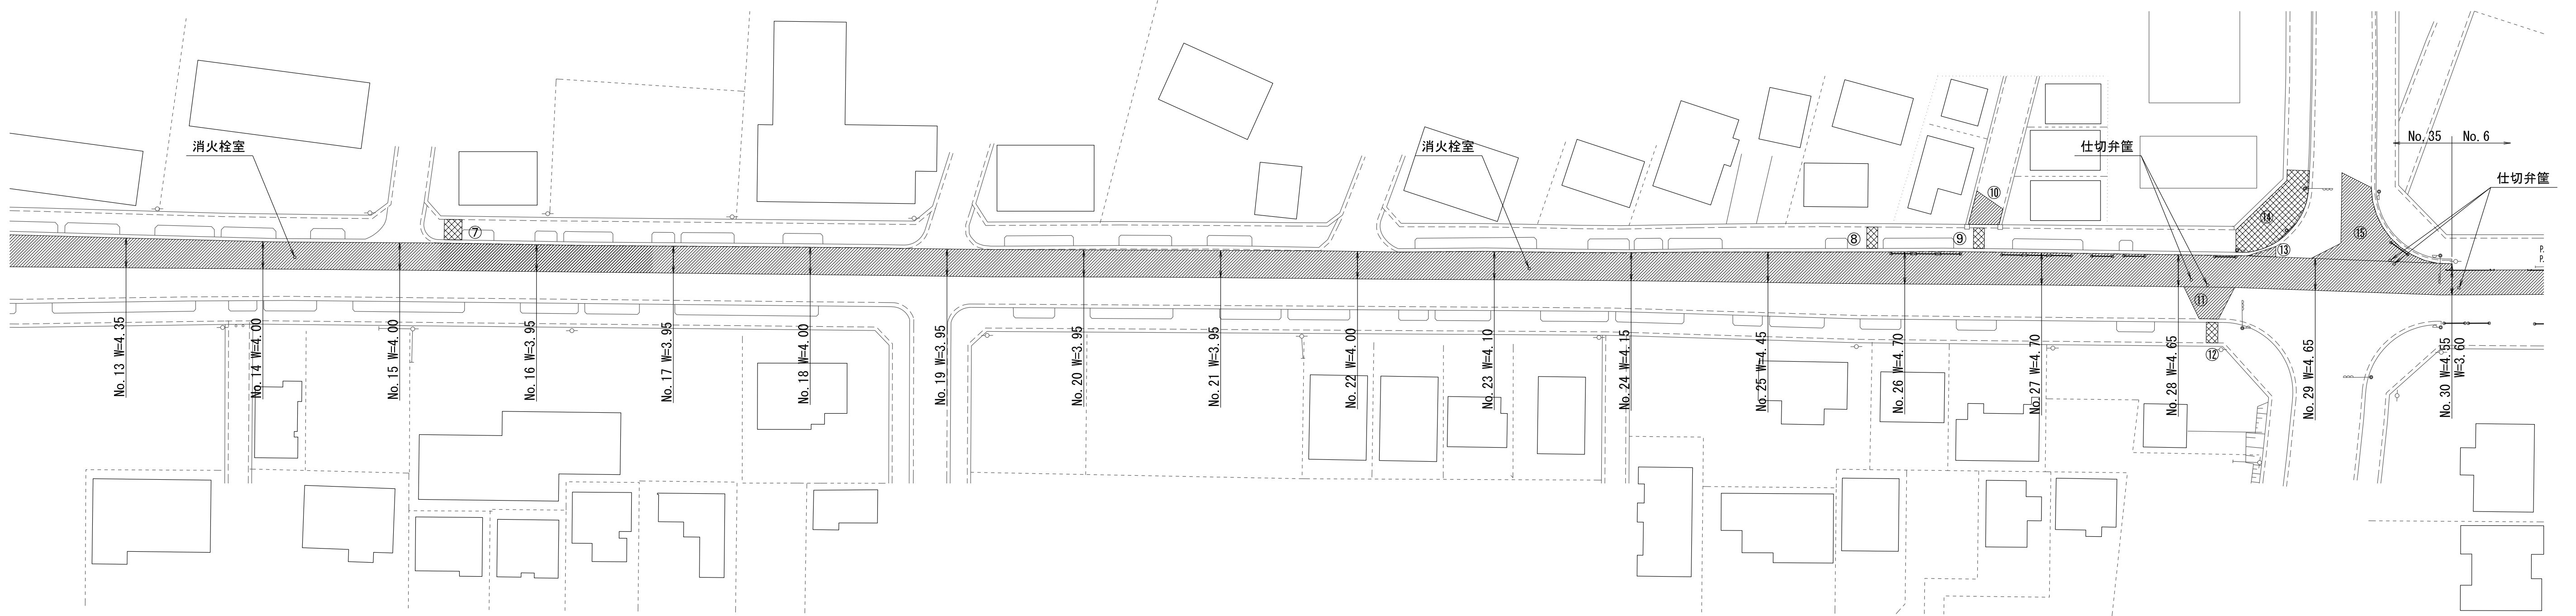 消火栓室
消火栓室
仕切弁筐
No.35 No.6
仕切弁筐
⑦
⑧
⑨
⑩
⑪
⑫
⑬
⑭
⑮
P.
P.
No.13 W=4.35
No.14 W=4.00
No.15 W=4.00
No.16 W=3.95
No.17 W=3.95
No.18 W=4.00
No.19 W=3.95
No.20 W=3.95
No.21 W=3.95
No.22 W=4.00
No.23 W=4.10
No.24 W=4.15
No.25 W=4.45
No.26 W=4.70
No.27 W=4.70
No.28 W=4.65
No.29 W=4.65
No.30 W=4.55
W=3.60